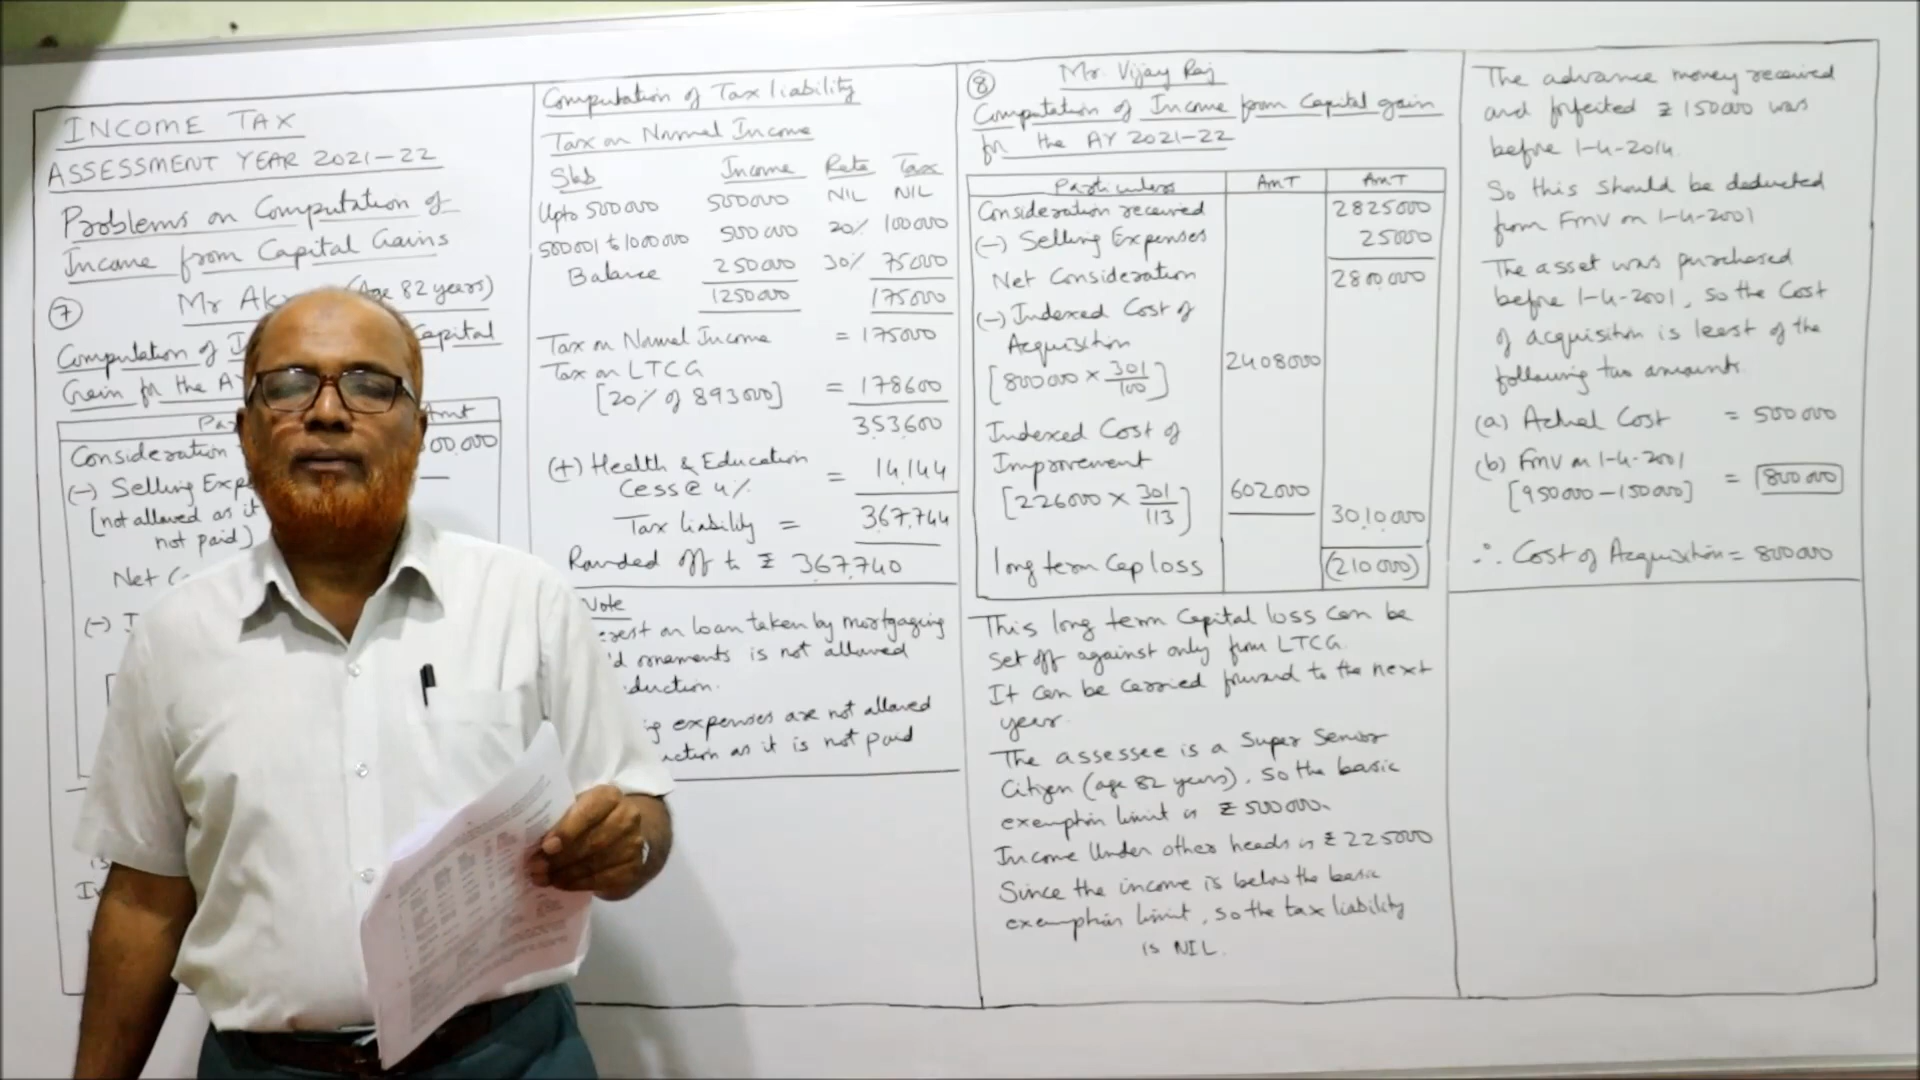 INCOME TAX
ASSESSMENT YEAR 2021-22
Problems on Computation of
Income from Capital Gains
7
Mr (Age 82 years)
Computation of Capital
Gain for the AY
Amt
Consideration 00,000
(-) Selling
[not allowed as it
not paid)
—
Net
(-)
Computation of Tax liability
Tax on Normal Income
Slab Income Rate Tax
Upto 500000 500000 NIL NIL
500001 to 1000000 500000 20% 100000
Balance 250000 30% 75000
1250000 175000
Tax on Normal Income = 175000
Tax on LTCG
[20% of 893000] = 178600
353600
(+) Health & Education
Cess @ 4% = 14,144
Tax liability = 367,744
Rounded off to ₹ 367,740
Note
on loan taken by mortgaging
ornaments is not allowed
expenses are not allowed
as it is not paid
8
Mr. Vijay Raj
Computation of Income from Capital gain
for the AY 2021-22
Particulars AMT AMT
Consideration received 2825000
(-) Selling Expenses 25000
Net Consideration 2800000
(-) Indexed Cost of
Acquisition
[800000 × 301/100] 2408000
Indexed Cost of
Improvement
[226000 × 301/113] 602000
3010,000
long term Cap loss (210000)
This long term Capital loss can be
set off against only from LTCG.
It can be carried forward to the next
year.
The assessee is a Super Senior
Citizen (age 82 years), so the basic
exemption limit is ₹ 500000.
Income Under other heads is ₹ 225000
Since the income is below the basic
exemption limit, so the tax liability
is NIL.
The advance money received
and forfeited ₹ 150000 was
before 1-4-2014.
So this should be deducted
from FMV on 1-4-2001
The asset was purchased
before 1-4-2001, so the cost
of acquisition is least of the
following two amounts.
(a) Actual Cost = 500000
(b) FMV on 1-4-2001
[950000-150000] = 800000
∴ Cost of Acquisition = 800000